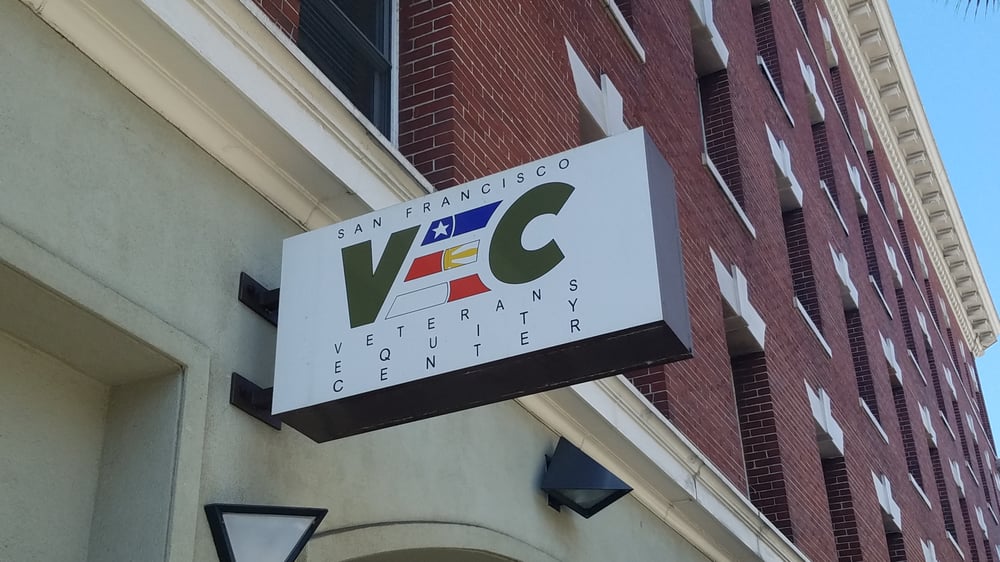 SAN FRANCISCO
VEC
VETERANS
EQUITY
CENTER